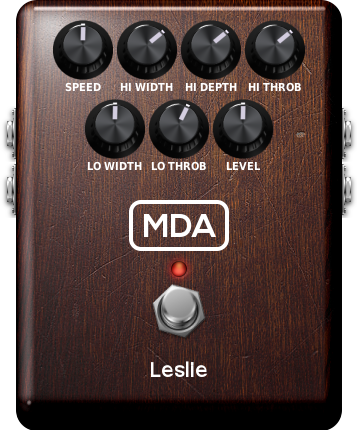 SPEED HI WIDTH HI DEPTH HI THROB
LO WIDTH LO THROB LEVEL
MDA
Leslie